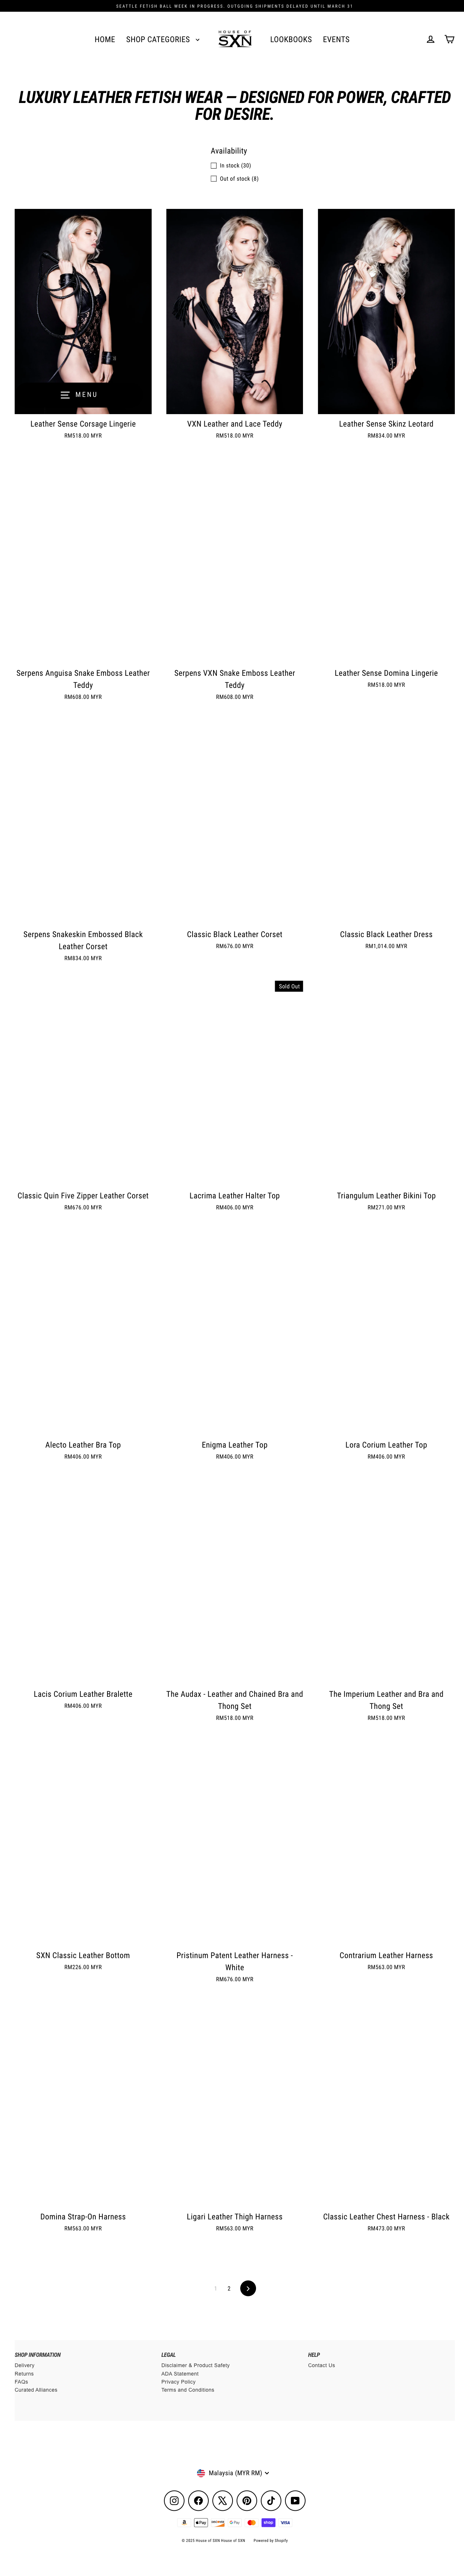 SEATTLE FETISH BALL WEEK IN PROGRESS. OUTGOING SHIPMENTS DELAYED UNTIL MARCH 31
HOME SHOP CATEGORIES HOUSE OF SXN LOOKBOOKS EVENTS
LUXURY LEATHER FETISH WEAR — DESIGNED FOR POWER, CRAFTED
FOR DESIRE.
Availability
In stock (30)
Out of stock (8)
MENU
Leather Sense Corsage Lingerie
RM518.00 MYR
VXN Leather and Lace Teddy
RM518.00 MYR
Leather Sense Skinz Leotard
RM834.00 MYR
Serpens Anguisa Snake Emboss Leather
Teddy
RM608.00 MYR
Serpens VXN Snake Emboss Leather
Teddy
RM608.00 MYR
Leather Sense Domina Lingerie
RM518.00 MYR
Serpens Snakeskin Embossed Black
Leather Corset
RM834.00 MYR
Classic Black Leather Corset
RM676.00 MYR
Classic Black Leather Dress
RM1,014.00 MYR
Classic Quin Five Zipper Leather Corset
RM676.00 MYR
Sold Out
Lacrima Leather Halter Top
RM406.00 MYR
Triangulum Leather Bikini Top
RM271.00 MYR
Alecto Leather Bra Top
RM406.00 MYR
Enigma Leather Top
RM406.00 MYR
Lora Corium Leather Top
RM406.00 MYR
Lacis Corium Leather Bralette
RM406.00 MYR
The Audax - Leather and Chained Bra and
Thong Set
RM518.00 MYR
The Imperium Leather and Bra and
Thong Set
RM518.00 MYR
SXN Classic Leather Bottom
RM226.00 MYR
Pristinum Patent Leather Harness -
White
RM676.00 MYR
Contrarium Leather Harness
RM563.00 MYR
Domina Strap-On Harness
RM563.00 MYR
Ligari Leather Thigh Harness
RM563.00 MYR
Classic Leather Chest Harness - Black
RM473.00 MYR
1 2
SHOP INFORMATION
Delivery
Returns
FAQs
Curated Alliances
LEGAL
Disclaimer & Product Safety
ADA Statement
Privacy Policy
Terms and Conditions
HELP
Contact Us
Malaysia (MYR RM)
Pay DISCOVER G Pay shop VISA
© 2025 House of SXN House of SXN Powered by Shopify